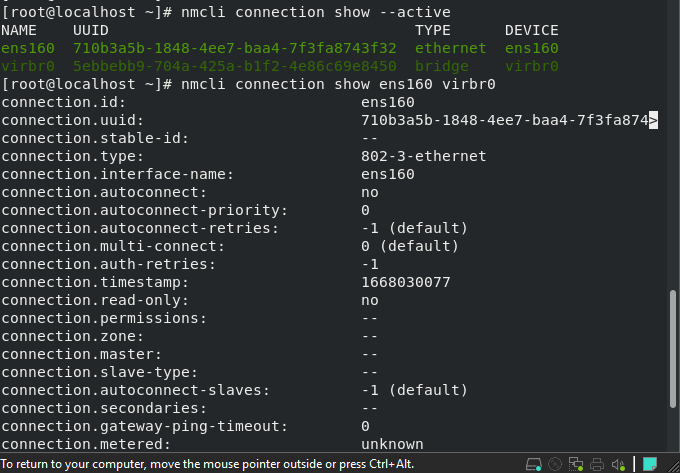 [root@localhost ~]# nmcli connection show --active
NAME    UUID                                  TYPE      DEVICE
ens160  710b3a5b-1848-4ee7-baa4-7f3fa8743f32  ethernet  ens160
virbr0  5ebbebb9-704a-425a-b1f2-4e86c69e8450  bridge    virbr0
[root@localhost ~]# nmcli connection show ens160 virbr0
connection.id:                          ens160
connection.uuid:                        710b3a5b-1848-4ee7-baa4-7f3fa874>
connection.stable-id:                   --
connection.type:                        802-3-ethernet
connection.interface-name:              ens160
connection.autoconnect:                 no
connection.autoconnect-priority:        0
connection.autoconnect-retries:         -1 (default)
connection.multi-connect:               0 (default)
connection.auth-retries:                -1
connection.timestamp:                   1668030077
connection.read-only:                   no
connection.permissions:                 --
connection.zone:                        --
connection.master:                      --
connection.slave-type:                  --
connection.autoconnect-slaves:          -1 (default)
connection.secondaries:                 --
connection.gateway-ping-timeout:        0
connection.metered:                     unknown
To return to your computer, move the mouse pointer outside or press Ctrl+Alt.